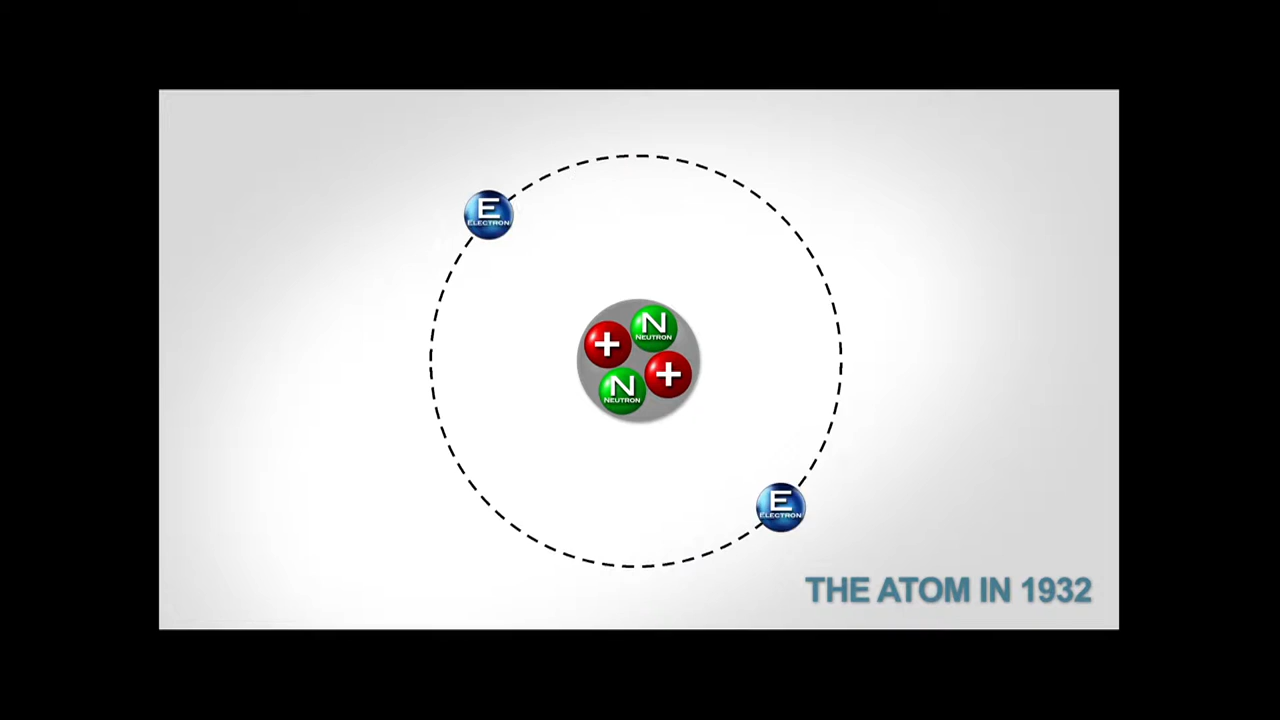 E
ELECTRON
N
NEUTRON
+
+
N
NEUTRON
E
ELECTRON
THE ATOM IN 1932